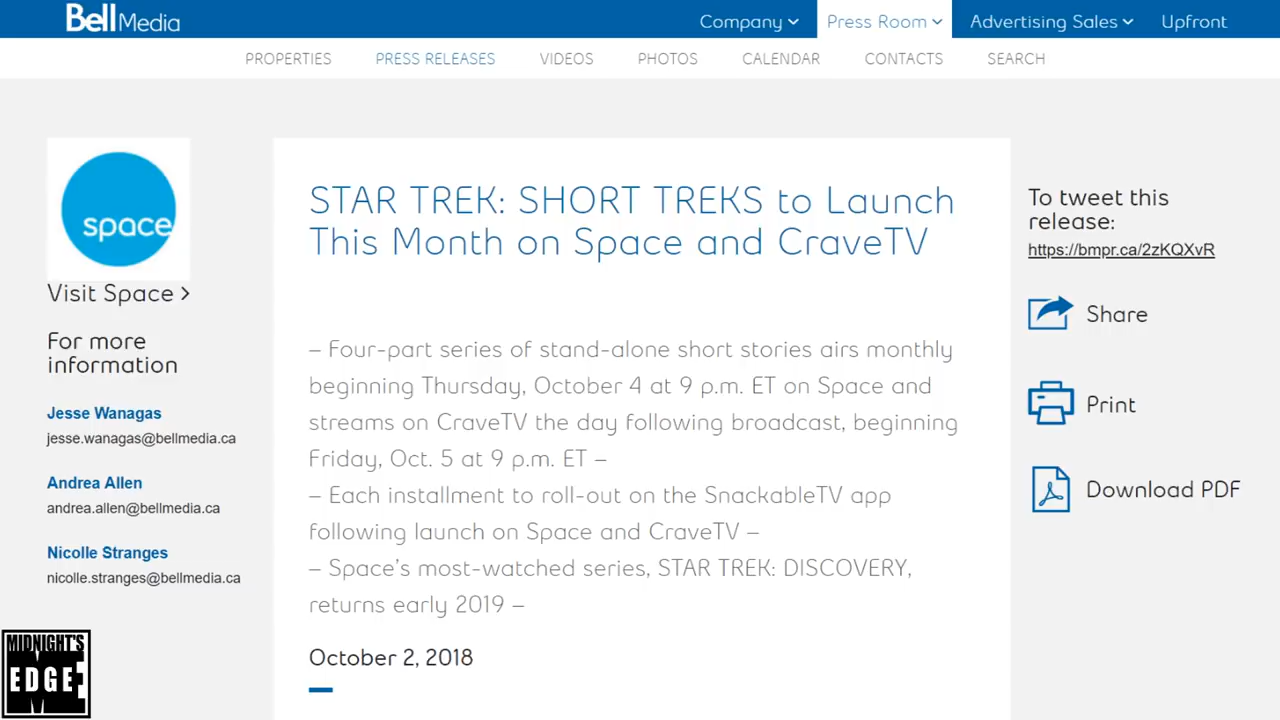 Bell Media
Company
Press Room
Advertising Sales
Upfront
PROPERTIES
PRESS RELEASES
VIDEOS
PHOTOS
CALENDAR
CONTACTS
SEARCH
space
Visit Space >
For more
information
Jesse Wanagas
jesse.wanagas@bellmedia.ca
Andrea Allen
andrea.allen@bellmedia.ca
Nicolle Stranges
nicolle.stranges@bellmedia.ca
STAR TREK: SHORT TREKS to Launch
This Month on Space and CraveTV
– Four-part series of stand-alone short stories airs monthly
beginning Thursday, October 4 at 9 p.m. ET on Space and
streams on CraveTV the day following broadcast, beginning
Friday, Oct. 5 at 9 p.m. ET –
– Each installment to roll-out on the SnackableTV app
following launch on Space and CraveTV –
– Space’s most-watched series, STAR TREK: DISCOVERY,
returns early 2019 –
October 2, 2018
To tweet this
release:
https://bmpr.ca/2zKQXvR
Share
Print
Download PDF
MIDNIGHT'S
EDGE